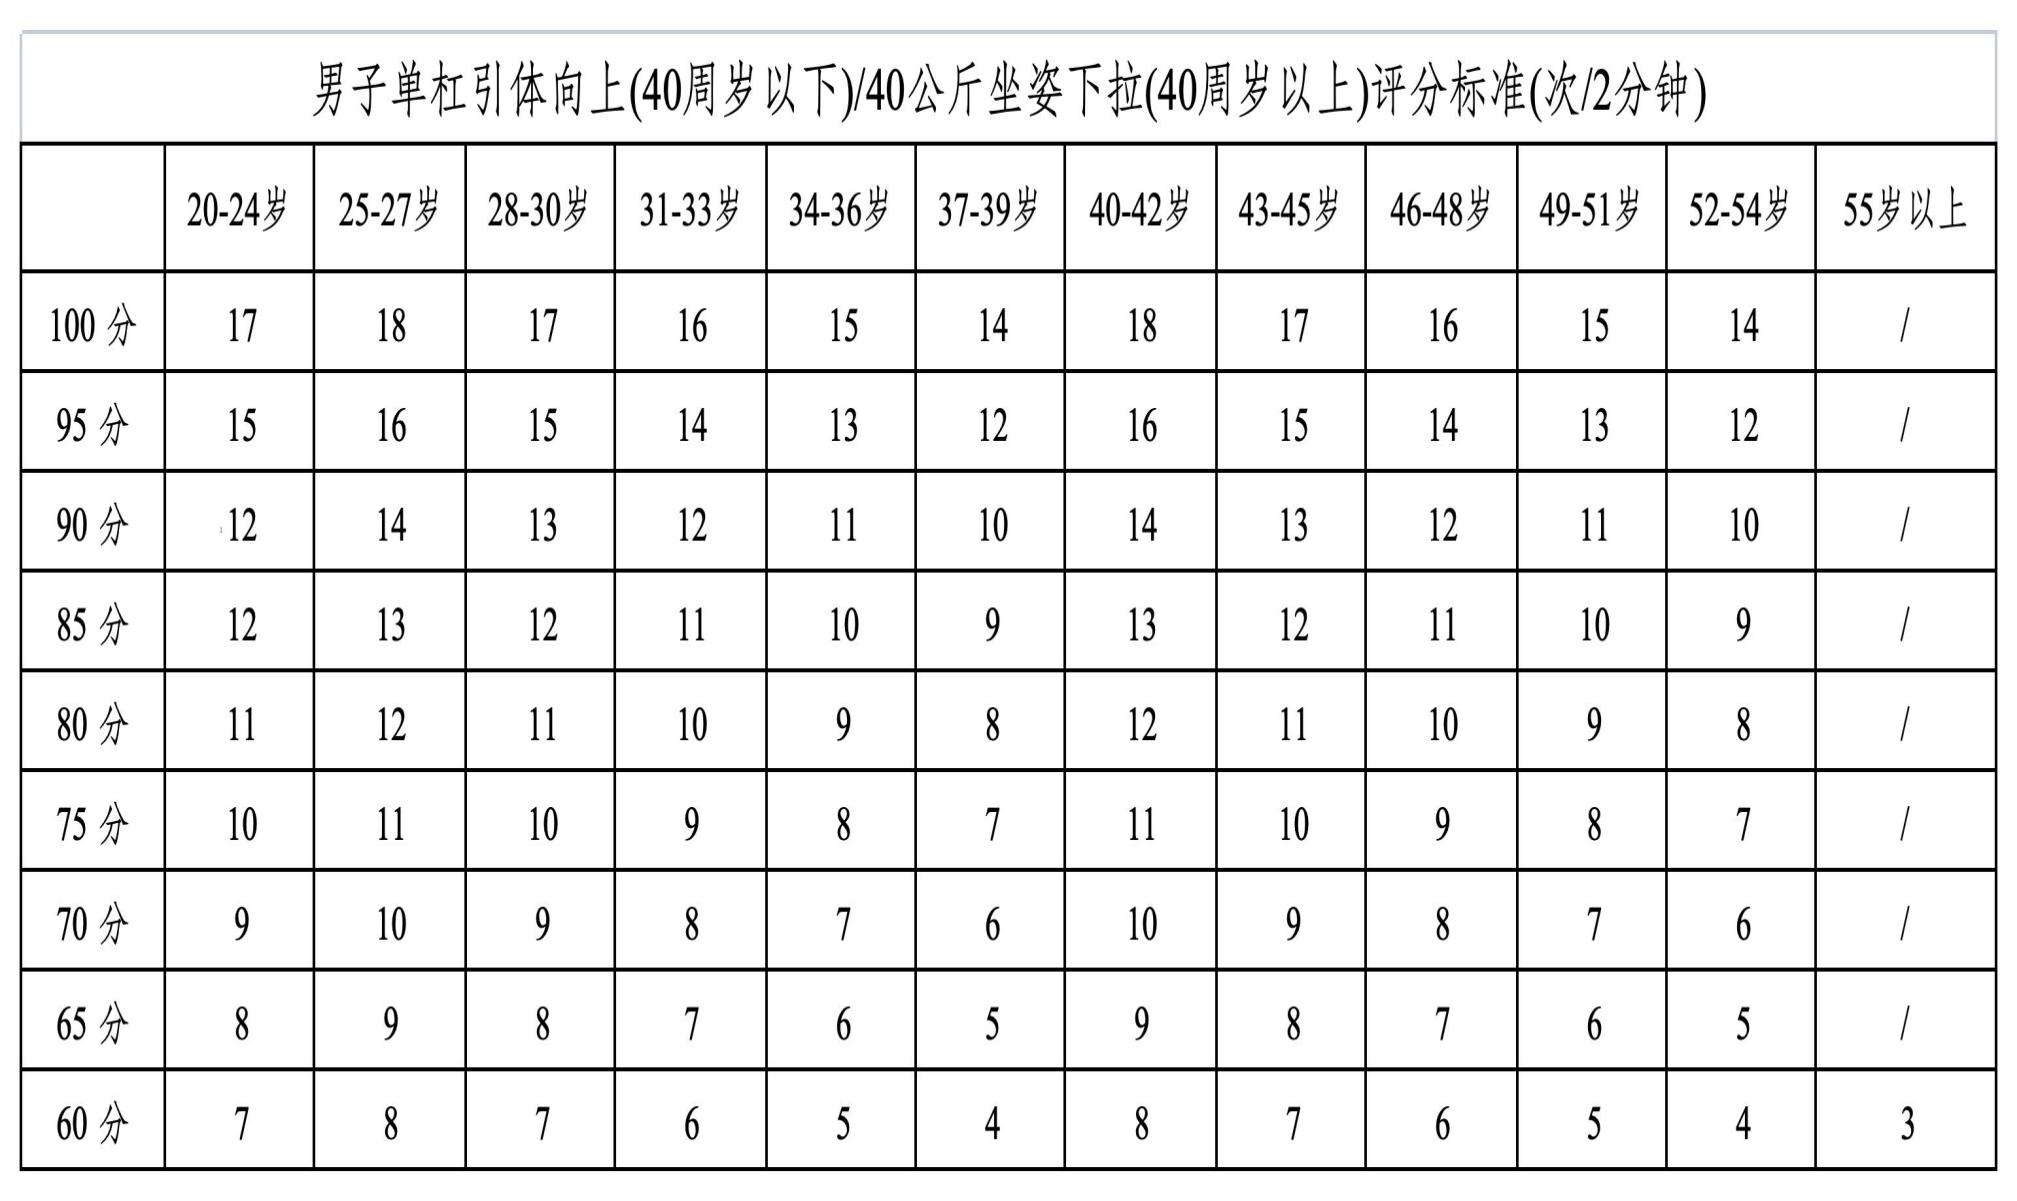 男子单杠引体向上(40周岁以下)/40公斤坐姿下拉(40周岁以上)评分标准(次/2分钟)
20-24岁 25-27岁 28-30岁 31-33岁 34-36岁 37-39岁 40-42岁 43-45岁 46-48岁 49-51岁 52-54岁 55岁以上
100分 17 18 17 16 15 14 18 17 16 15 14 /
95分 15 16 15 14 13 12 16 15 14 13 12 /
90分 12 14 13 12 11 10 14 13 12 11 10 /
85分 12 13 12 11 10 9 13 12 11 10 9 /
80分 11 12 11 10 9 8 12 11 10 9 8 /
75分 10 11 10 9 8 7 11 10 9 8 7 /
70分 9 10 9 8 7 6 10 9 8 7 6 /
65分 8 9 8 7 6 5 9 8 7 6 5 /
60分 7 8 7 6 5 4 8 7 6 5 4 3